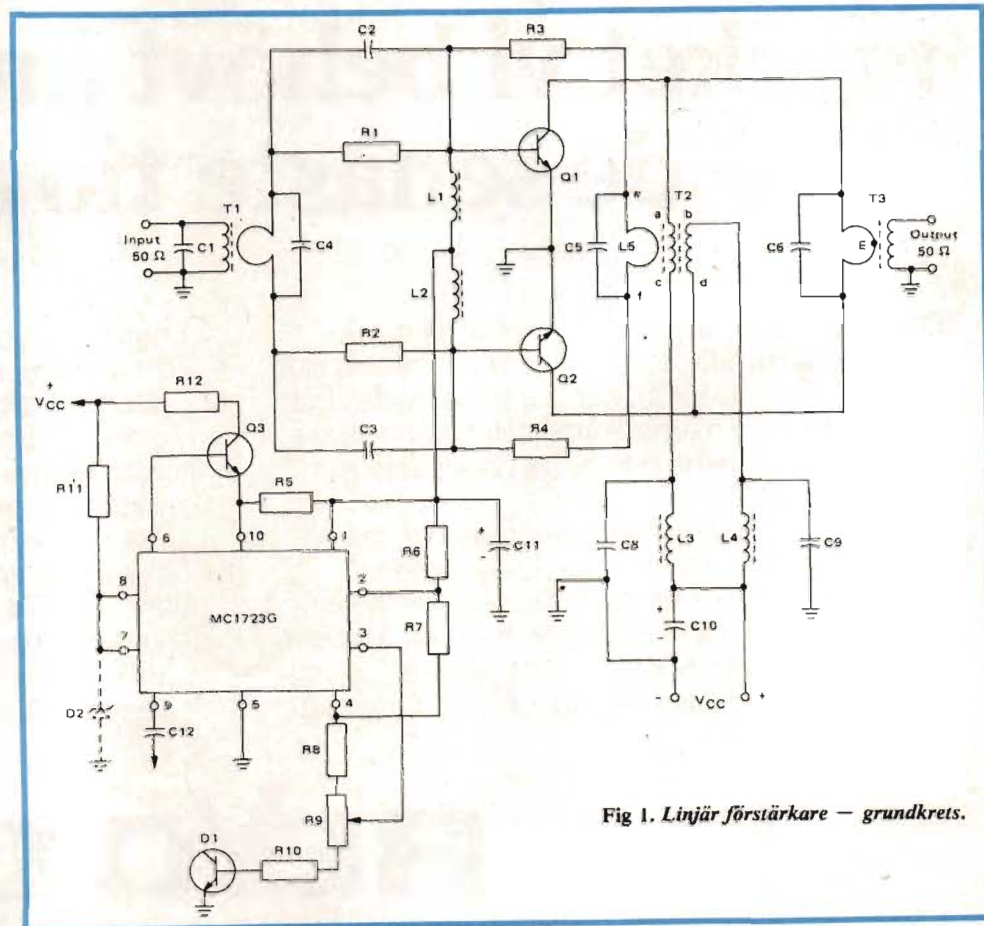 C2
R3
R1
Q1
T1
L1
T2
T3
Input
50 Ω
C1
C4
C5
L5
a
b
c
d
f
C6
E
Output
50 Ω
L2
R2
Q2
+
VCC
R12
Q3
C3
R4
R11
R5
+
-
C11
6
10
1
R6
8
2
MC1723G
7
3
R7
D2
9
5
4
C12
C8
L3
L4
C9
+
-
C10
-
VCC
+
R8
R9
D1
R10
Fig 1. Linjär förstärkare — grundkrets.